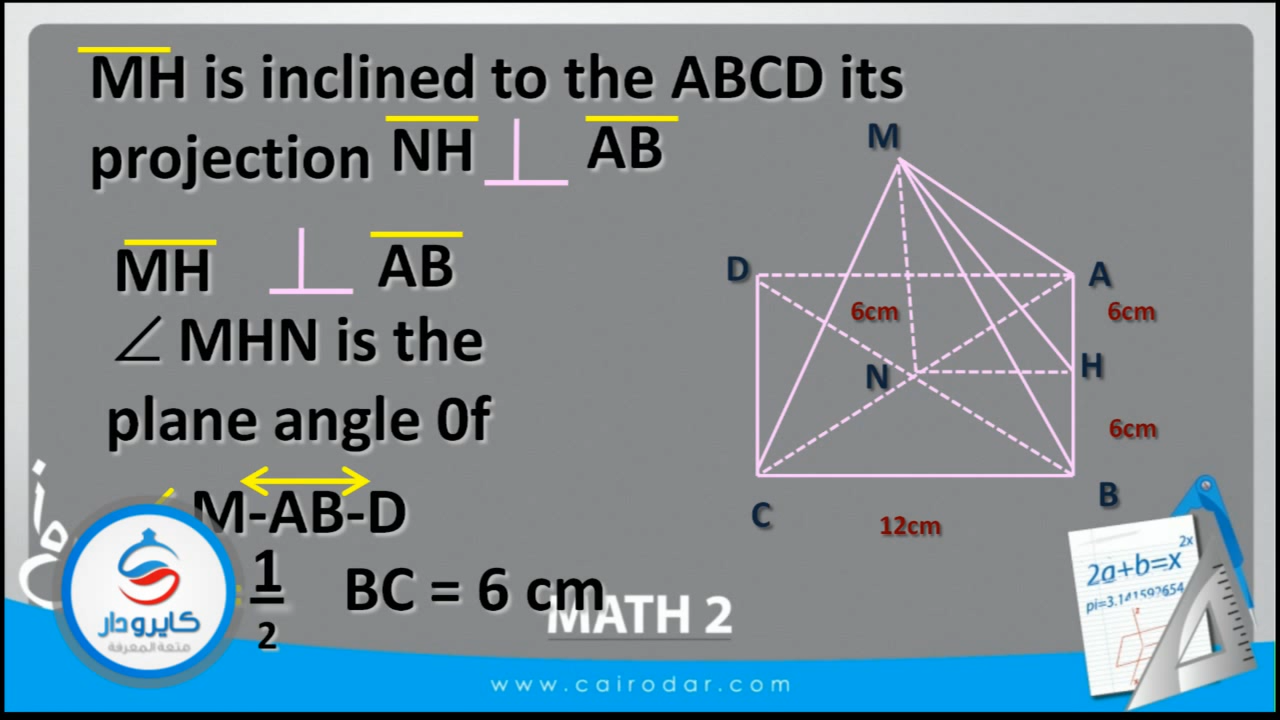 MH is inclined to the ABCD its
projection NH ⊥ AB
MH ⊥ AB
∠ MHN is the
plane angle 0f
M-AB-D
1/2 BC = 6 cm
M
D
A
6cm
6cm
N
H
6cm
C
B
12cm
MATH 2
2a+b=x 2x
pi=3.141592654
كايرودار
متعة المعرفة
www.cairodar.com